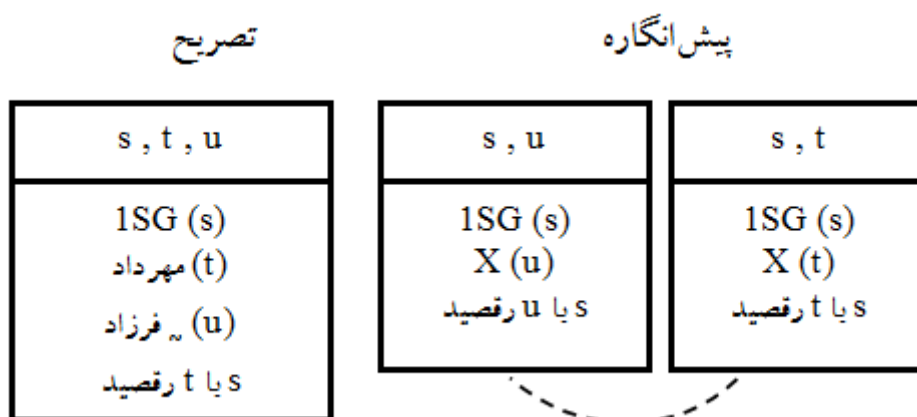 پیش‌انگاره
تصریح
s , t
1SG (s)
X (t)
s با t رقصید
s , u
1SG (s)
X (u)
s با u رقصید
s , t , u
1SG (s)
مهرداد (t)
~ فرزاد (u)
s با t رقصید